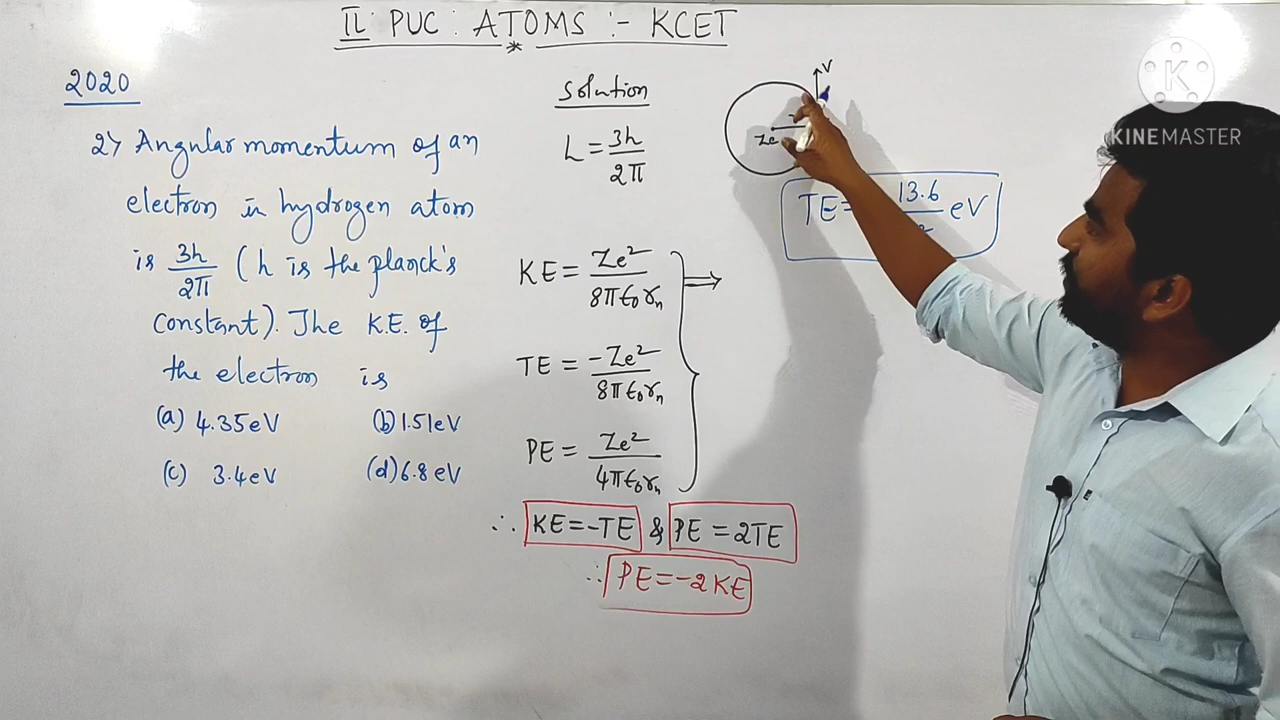 II PUC : ATOMS :- KCET
2020
2) Angular momentum of an
electron in hydrogen atom
is 3h/2π (h is the planck's
constant). The K.E. of
the electron is
(a) 4.35eV (b) 1.51eV
(c) 3.4eV (d) 6.8eV
Solution
L = 3h/2π
KE = Ze²/8πϵ₀rₙ
TE = -Ze²/8πϵ₀rₙ
PE = Ze²/4πϵ₀rₙ
⇒
∴ KE = -TE & PE = 2TE
∴ PE = -2KE
V
Ze
TE = 13.6 eV
K
KINEMASTER